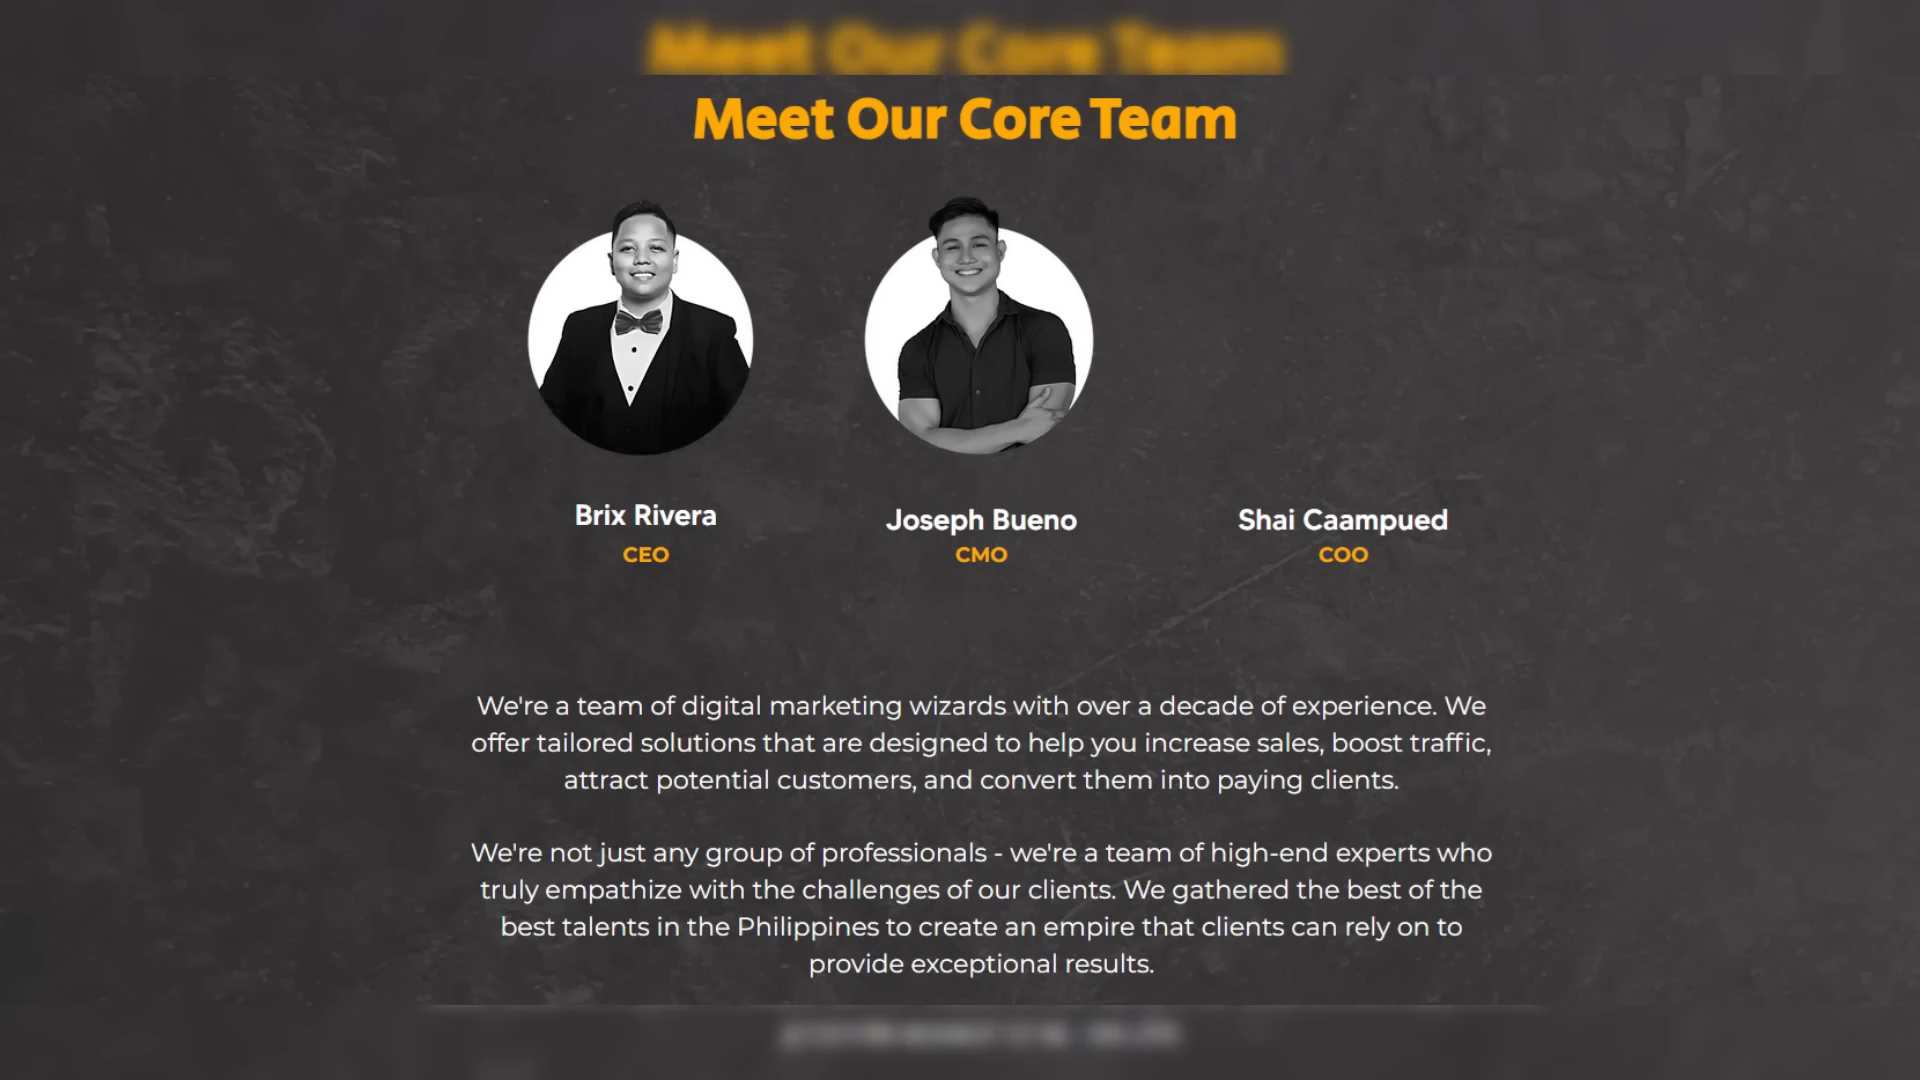 Meet Our Core Team
Meet Our Core Team
Brix Rivera
CEO
Joseph Bueno
CMO
Shai Caampued
COO
We're a team of digital marketing wizards with over a decade of experience. We
offer tailored solutions that are designed to help you increase sales, boost traffic,
attract potential customers, and convert them into paying clients.
We're not just any group of professionals - we're a team of high-end experts who
truly empathize with the challenges of our clients. We gathered the best of the
best talents in the Philippines to create an empire that clients can rely on to
provide exceptional results.